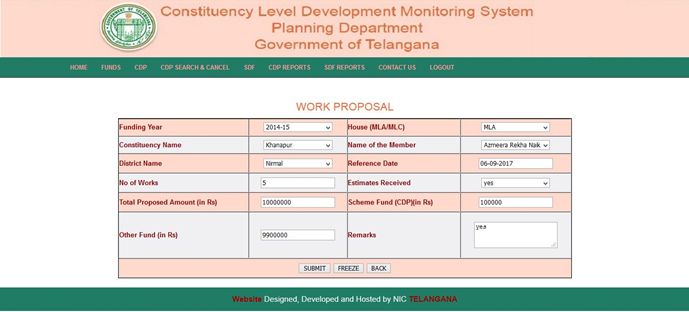 Constituency Level Development Monitoring System
Planning Department
Government of Telangana
HOME FUNDS CDP CDP SEARCH & CANCEL SDF CDP REPORTS SDF REPORTS CONTACT US LOGOUT
WORK PROPOSAL
Funding Year 2014-15 House (MLA/MLC) MLA
Constituency Name Khanapur Name of the Member Azmeera Rekha Naik
District Name Nirmal Reference Date 06-09-2017
No of Works 5 Estimates Received yes
Total Proposed Amount (in Rs) 10000000 Scheme Fund (CDP)(in Rs) 100000
Other Fund (in Rs) 9900000 Remarks yes
SUBMIT FREEZE BACK
Website Designed, Developed and Hosted by NIC TELANGANA